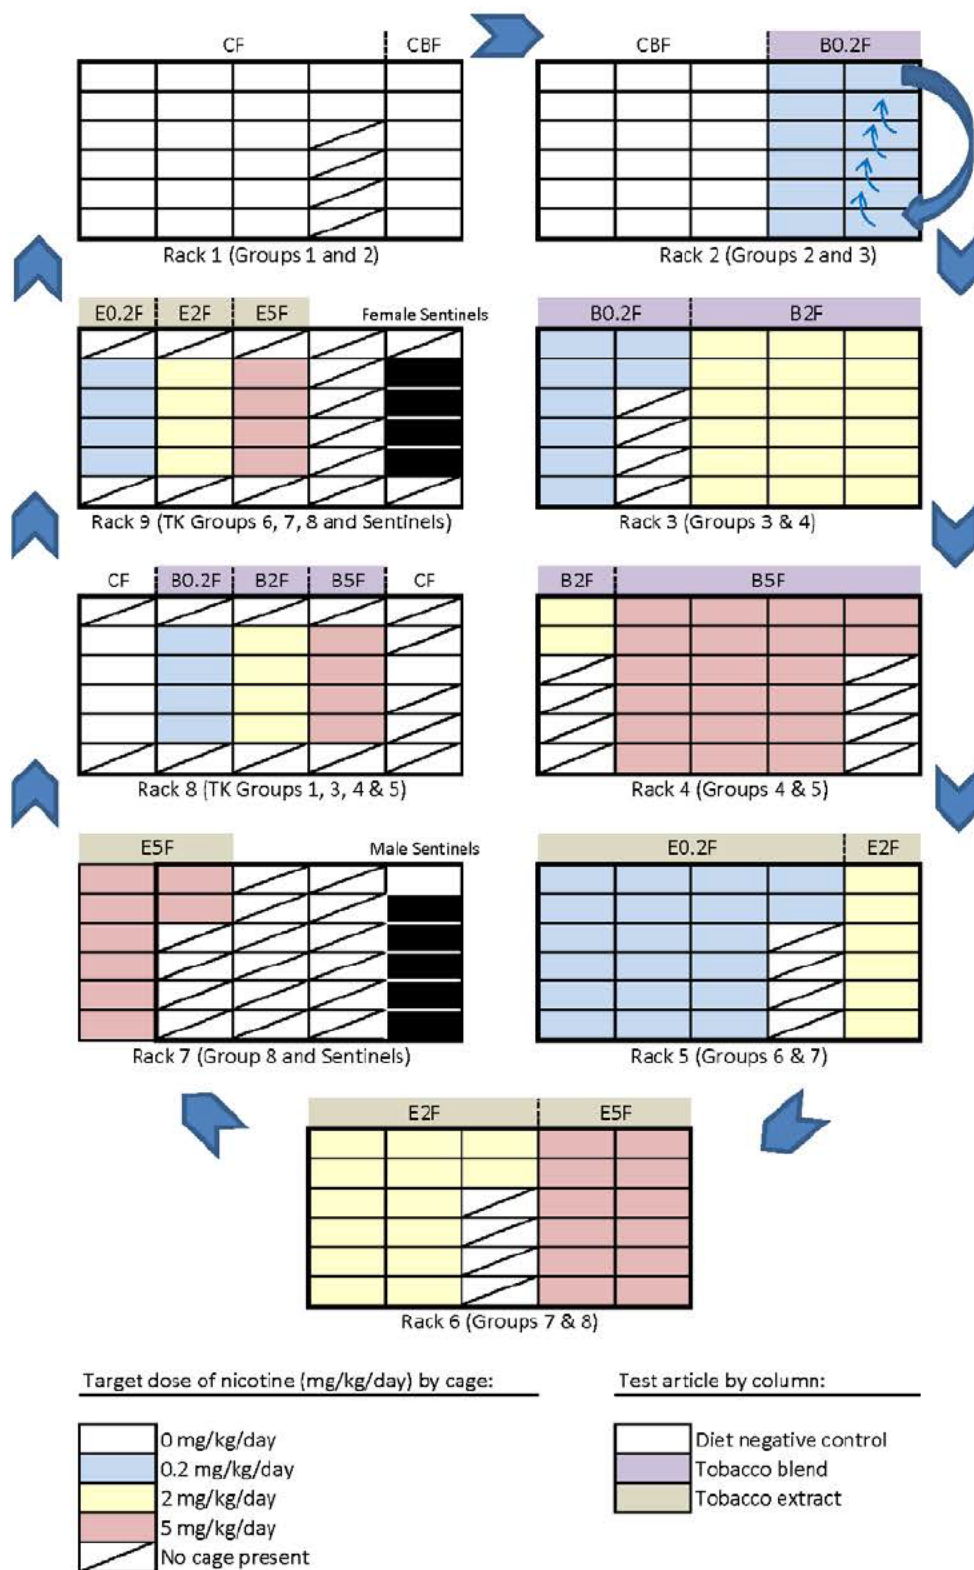 CF CBF
CBF B0.2F
Rack 1 (Groups 1 and 2)
Rack 2 (Groups 2 and 3)
E0.2F E2F E5F Female Sentinels
B0.2F B2F
Rack 9 (TK Groups 6, 7, 8 and Sentinels)
Rack 3 (Groups 3 & 4)
CF B0.2F B2F B5F CF
B2F B5F
Rack 8 (TK Groups 1, 3, 4 & 5)
Rack 4 (Groups 4 & 5)
E5F Male Sentinels
E0.2F E2F
Rack 7 (Group 8 and Sentinels)
Rack 5 (Groups 6 & 7)
E2F E5F
Rack 6 (Groups 7 & 8)
Target dose of nicotine (mg/kg/day) by cage:
0 mg/kg/day
0.2 mg/kg/day
2 mg/kg/day
5 mg/kg/day
No cage present
Test article by column:
Diet negative control
Tobacco blend
Tobacco extract